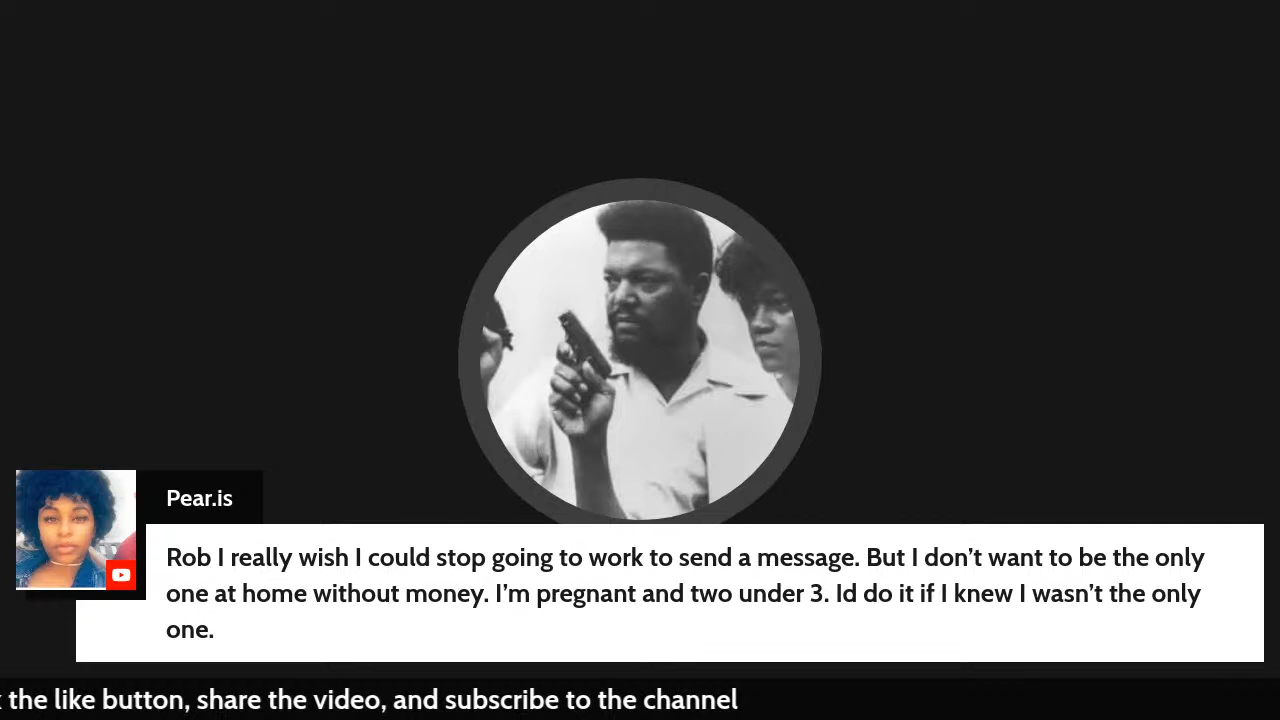 Pear.is
Rob I really wish I could stop going to work to send a message. But I don’t want to be the only
one at home without money. I’m pregnant and two under 3. Id do it if I knew I wasn’t the only
one.
the like button, share the video, and subscribe to the channel